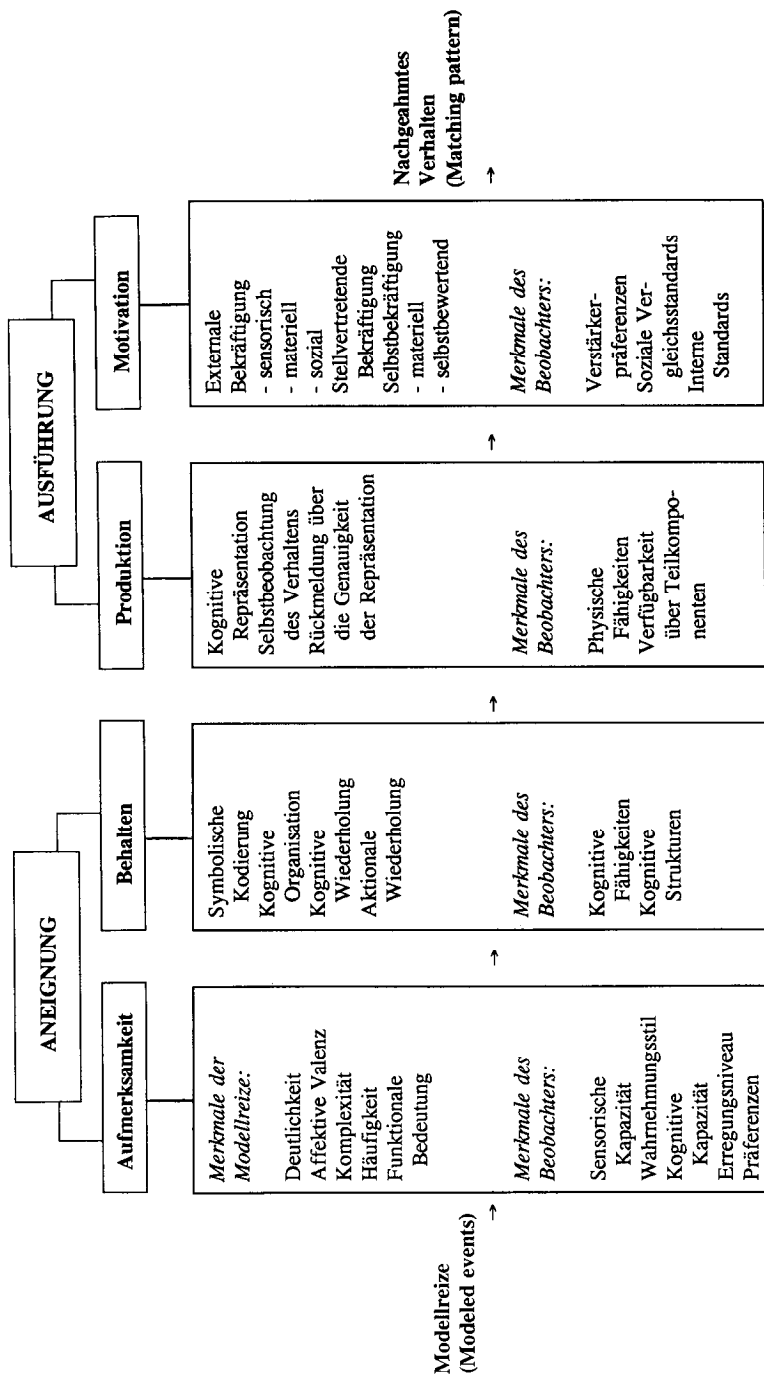 ANEIGNUNG
AUSFÜHRUNG
Aufmerksamkeit
Behalten
Produktion
Motivation
Modellreize
(Modeled events)
→
Merkmale der
Modellreize:
Deutlichkeit
Affektive Valenz
Komplexität
Häufigkeit
Funktionale
Bedeutung
Merkmale des
Beobachters:
Sensorische
Kapazität
Wahrnehmungsstil
Kognitive
Kapazität
Erregungsniveau
Präferenzen
→
Symbolische
Kodierung
Kognitive
Organisation
Kognitive
Wiederholung
Aktionale
Wiederholung
Merkmale des
Beobachters:
Kognitive
Fähigkeiten
Kognitive
Strukturen
→
Kognitive
Repräsentation
Selbstbeobachtung
des Verhaltens
Rückmeldung über
die Genauigkeit
der Repräsentation
Merkmale des
Beobachters:
Physische
Fähigkeiten
Verfügbarkeit
über Teilkompo-
nenten
→
Externale
Bekräftigung
- sensorisch
- materiell
- sozial
Stellvertretende
Bekräftigung
Selbstbekräftigung
- materiell
- selbstbewertend
Merkmale des
Beobachters:
Verstärker-
präferenzen
Soziale Ver-
gleichsstandards
Interne
Standards
→
Nachgeahmtes
Verhalten
(Matching pattern)